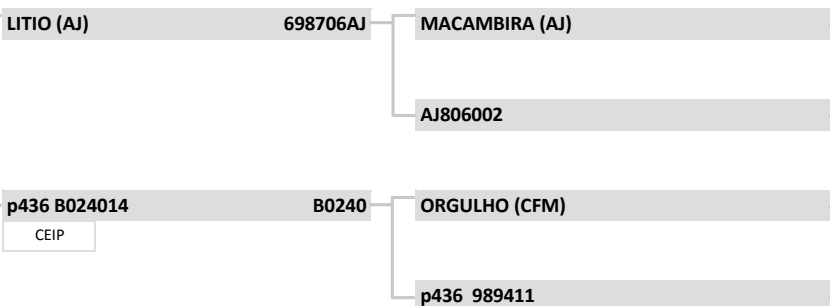 LITIO (AJ) 698706AJ MACAMBIRA (AJ)
AJ806002
p436 B024014 B0240 ORGULHO (CFM)
CEIP
p436 989411